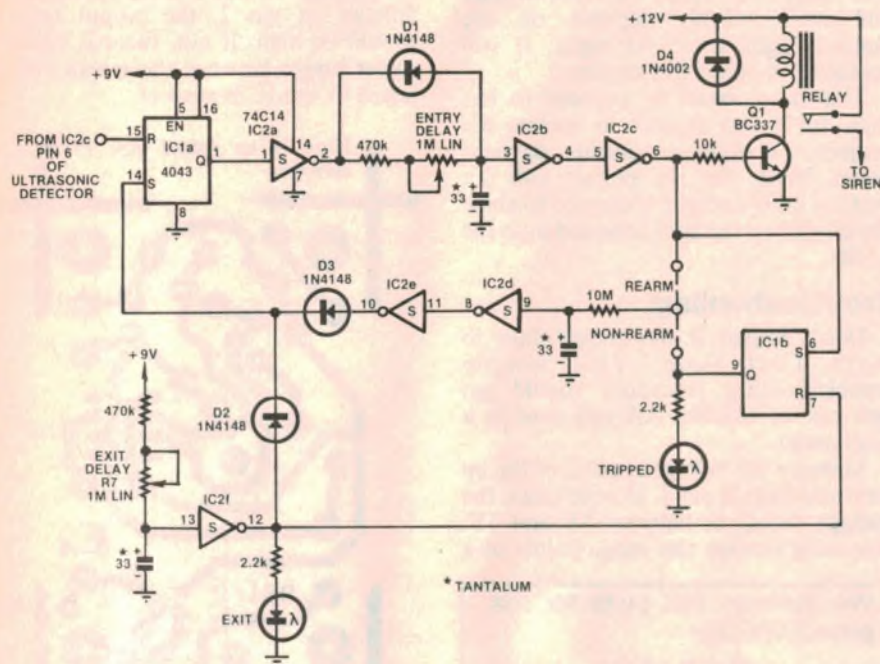 D1
1N4148
+12V
D4
1N4002
RELAY
Q1
BC337
TO
SIREN
+9V
5
16
EN
FROM IC2c
PIN 6
OF
ULTRASONIC
DETECTOR
15
R
IC1a
4043
Q
1
14
S
8
74C14
IC2a
14
1
S
2
7
470k
ENTRY
DELAY
1M LIN
* 33 +
-
IC2b
3
S
4
IC2c
5
S
6
10k
D3
1N4148
IC2e
10
S
11
IC2d
8
S
9
10M
* 33 +
-
REARM
NON-REARM
IC1b
9
Q
S
6
R
7
2.2k
TRIPPED
λ
+9V
470k
EXIT
DELAY
R7
1M LIN
* 33 +
-
IC2f
13
S
12
D2
1N4148
2.2k
EXIT
λ
* TANTALUM